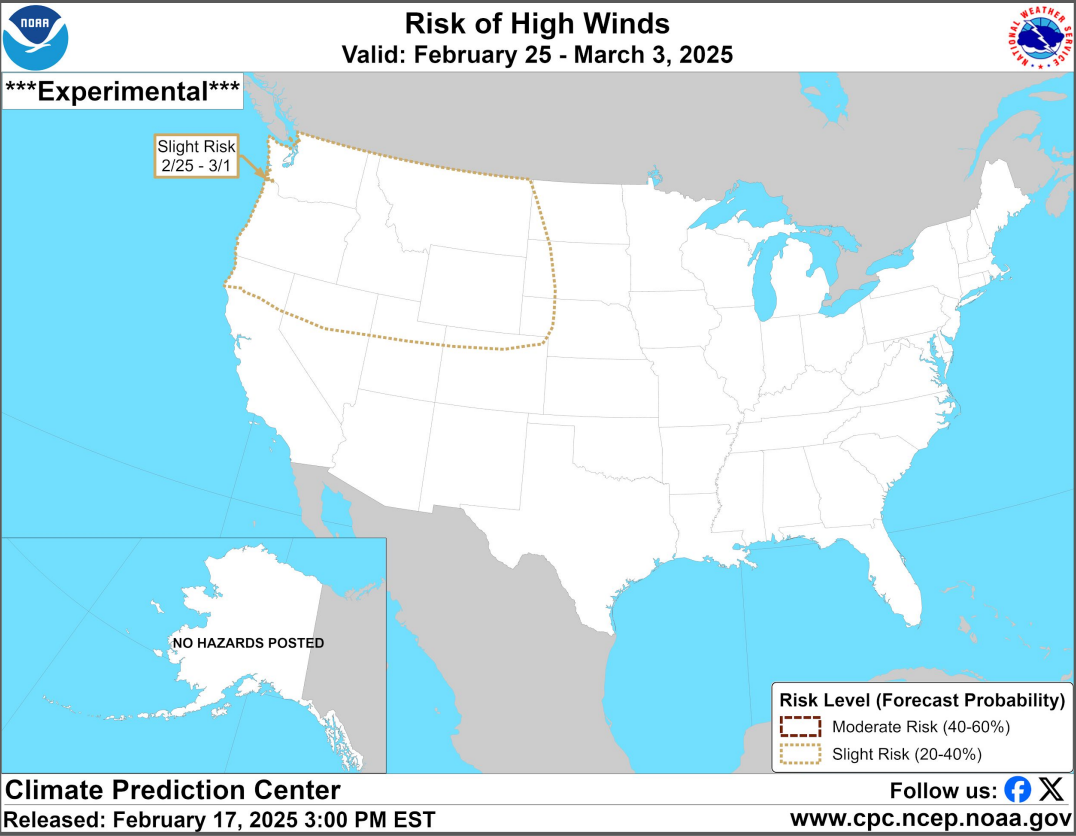 NOAA
Risk of High Winds
Valid: February 25 - March 3, 2025
NATIONAL WEATHER SERVICE
***Experimental***
Slight Risk
2/25 - 3/1
NO HAZARDS POSTED
Risk Level (Forecast Probability)
Moderate Risk (40-60%)
Slight Risk (20-40%)
Climate Prediction Center
Follow us:
Released: February 17, 2025 3:00 PM EST
www.cpc.ncep.noaa.gov